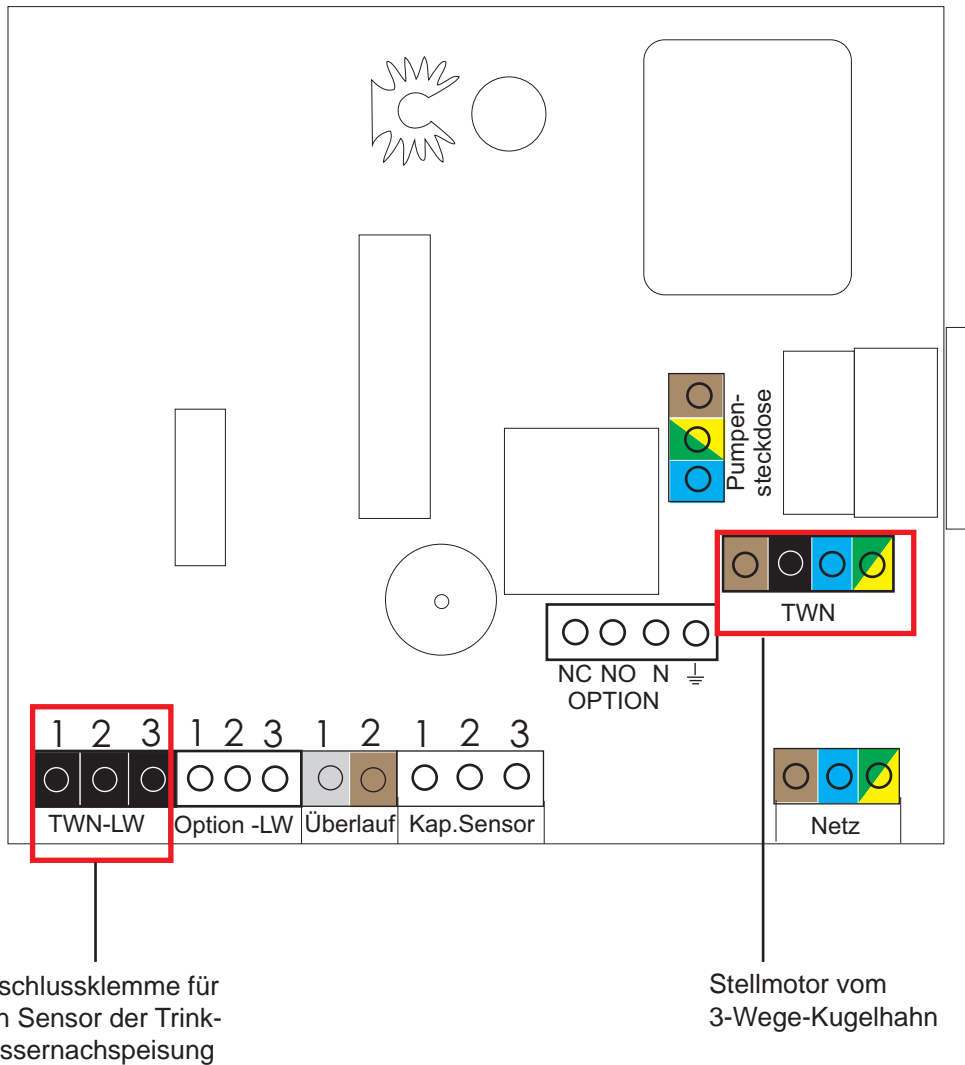 Pumpen-
steckdose
TWN
NC NO N
OPTION
1 2 3 1 2 3 1 2 1 2 3
TWN-LW Option -LW Überlauf Kap.Sensor Netz
schlussklemme für
Sensor der Trink-
ssernachspeisung
Stellmotor vom
3-Wege-Kugelhahn